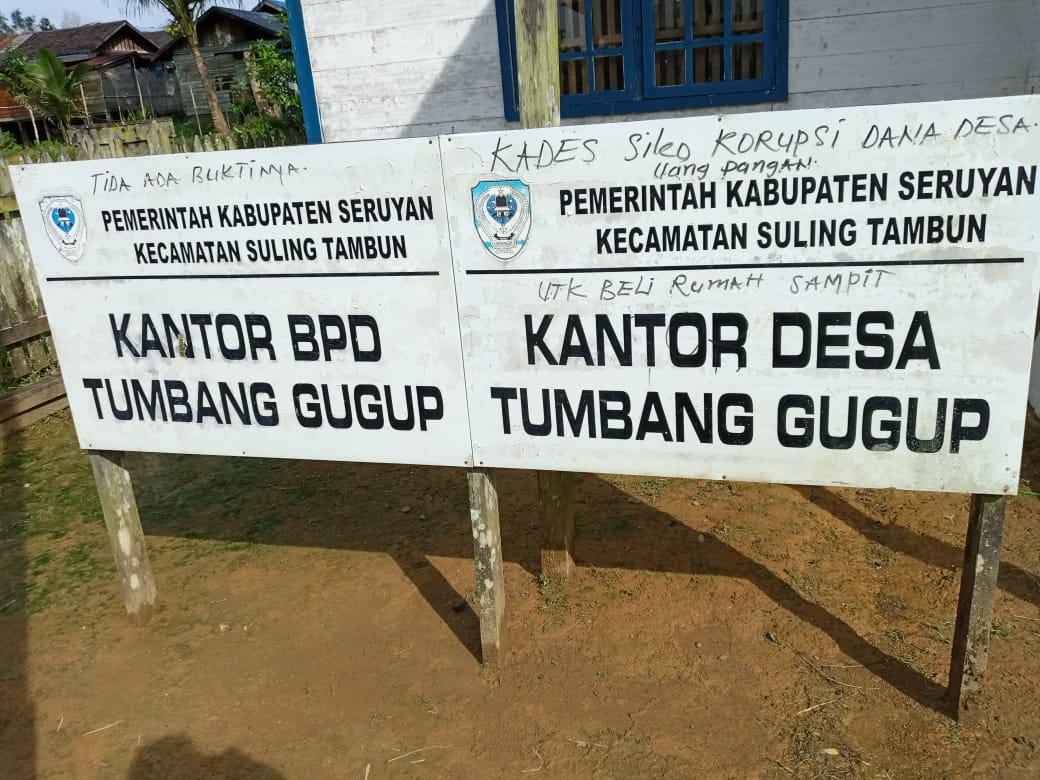 TIDA ADA BUKTINYA.
PEMERINTAH KABUPATEN SERUYAN
KECAMATAN SULING TAMBUN
KANTOR BPD
TUMBANG GUGUP
KADES Siko KORUPSI DANA DESA.
Uang pangan.
PEMERINTAH KABUPATEN SERUYAN
KECAMATAN SULING TAMBUN
UTK BELI RUMAH SAMPIT
KANTOR DESA
TUMBANG GUGUP